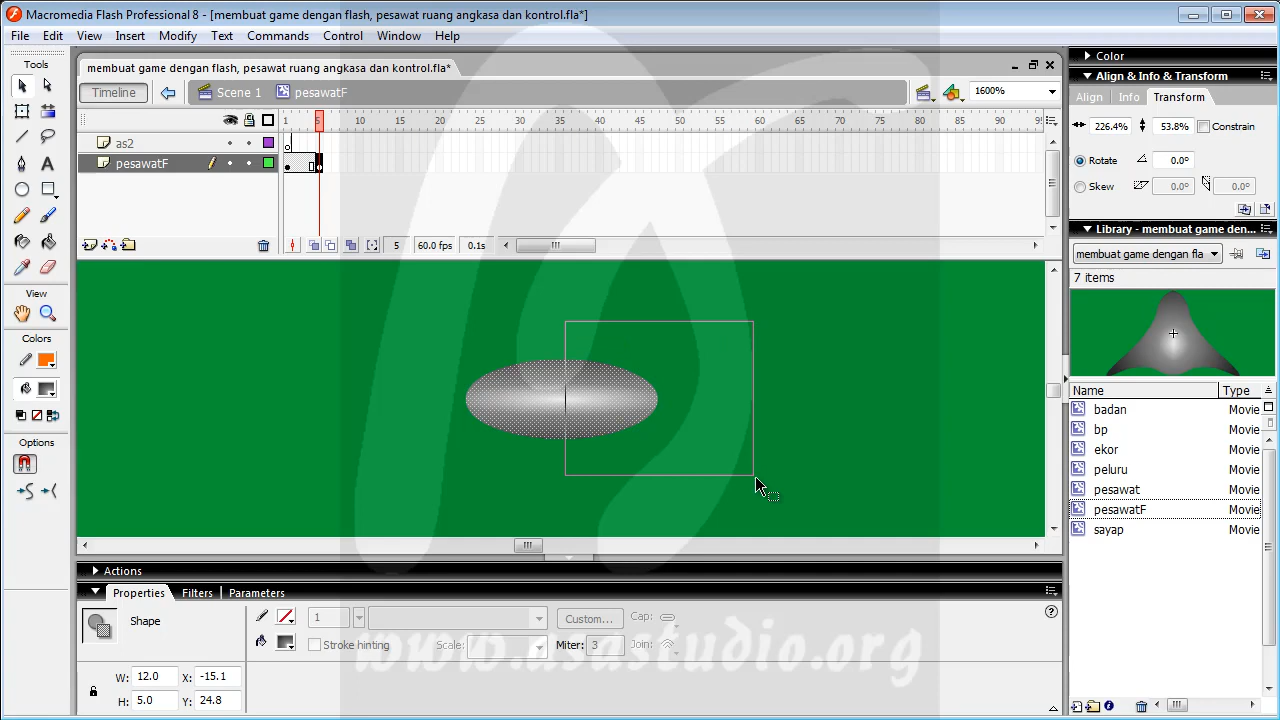 Macromedia Flash Professional 8 - [membuat game dengan flash, pesawat ruang angkasa dan kontrol.fla*]
File Edit View Insert Modify Text Commands Control Window Help
Tools
membuat game dengan flash, pesawat ruang angkasa dan kontrol.fla*
Timeline Scene 1 pesawatF 1600%
1 5 10 15 20 25 30 35 40 45 50 55 60 65 70 75 80 85 90 95
as2
pesawatF
5 60.0 fps 0.1s
View
Colors
Options
Color
Align & Info & Transform
Align Info Transform
226.4% 53.8% Constrain
Rotate 0.0°
Skew 0.0° 0.0°
Library - membuat game den...
membuat game dengan fla
7 items
Name Type
badan Movie
bp Movie
ekor Movie
peluru Movie
pesawat Movie
pesawatF Movie
sayap Movie
Actions
Properties Filters Parameters
Shape
1 Custom... Cap:
Stroke hinting Scale: Miter: 3 Join:
W: 12.0 X: -15.1
H: 5.0 Y: 24.8
www.asastudio.org